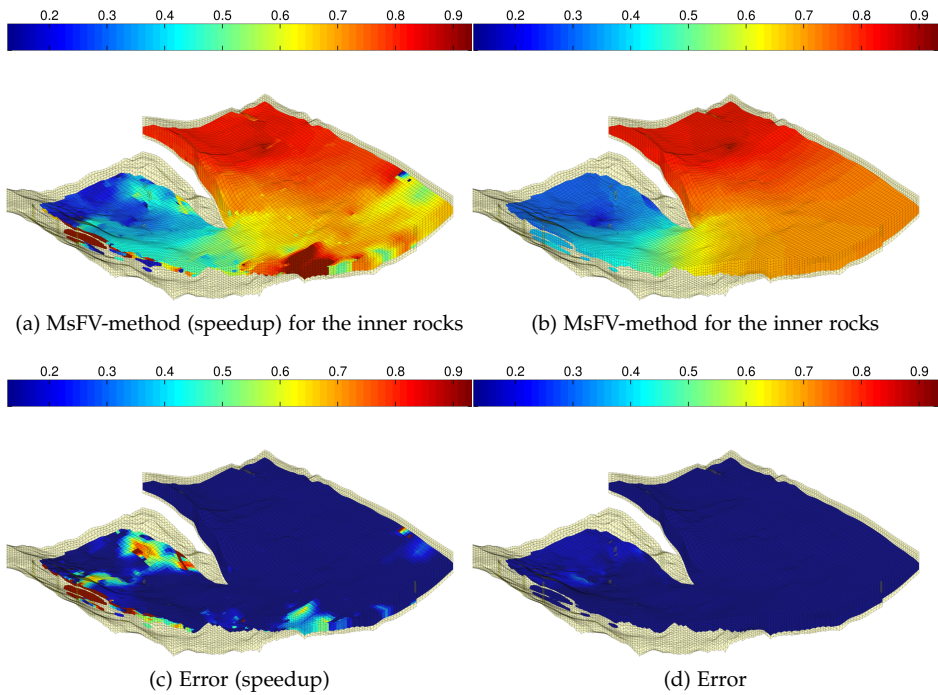 0.2 0.3 0.4 0.5 0.6 0.7 0.8 0.9
0.2 0.3 0.4 0.5 0.6 0.7 0.8 0.9
(a) MsFV-method (speedup) for the inner rocks
(b) MsFV-method for the inner rocks
0.2 0.3 0.4 0.5 0.6 0.7 0.8 0.9
0.2 0.3 0.4 0.5 0.6 0.7 0.8 0.9
(c) Error (speedup)
(d) Error